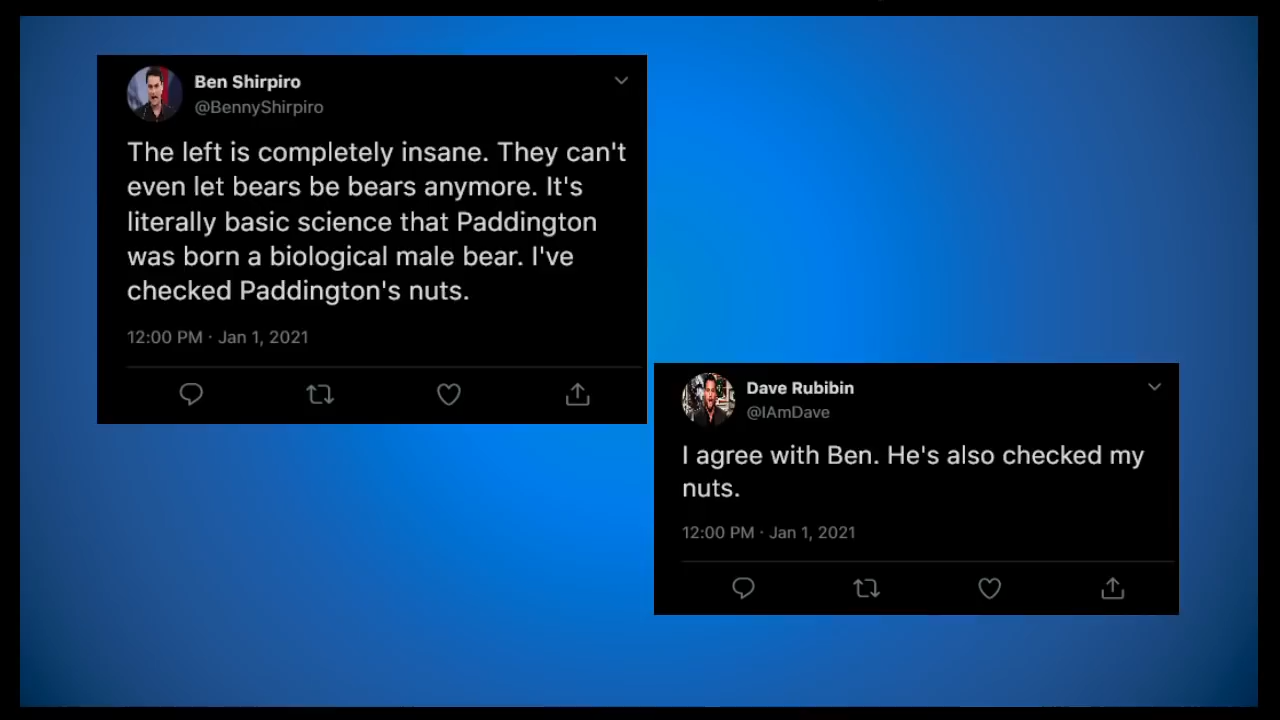 Ben Shirpiro
@BennyShirpiro
The left is completely insane. They can't
even let bears be bears anymore. It's
literally basic science that Paddington
was born a biological male bear. I've
checked Paddington's nuts.
12:00 PM · Jan 1, 2021
Dave Rubibin
@IAmDave
I agree with Ben. He's also checked my
nuts.
12:00 PM · Jan 1, 2021